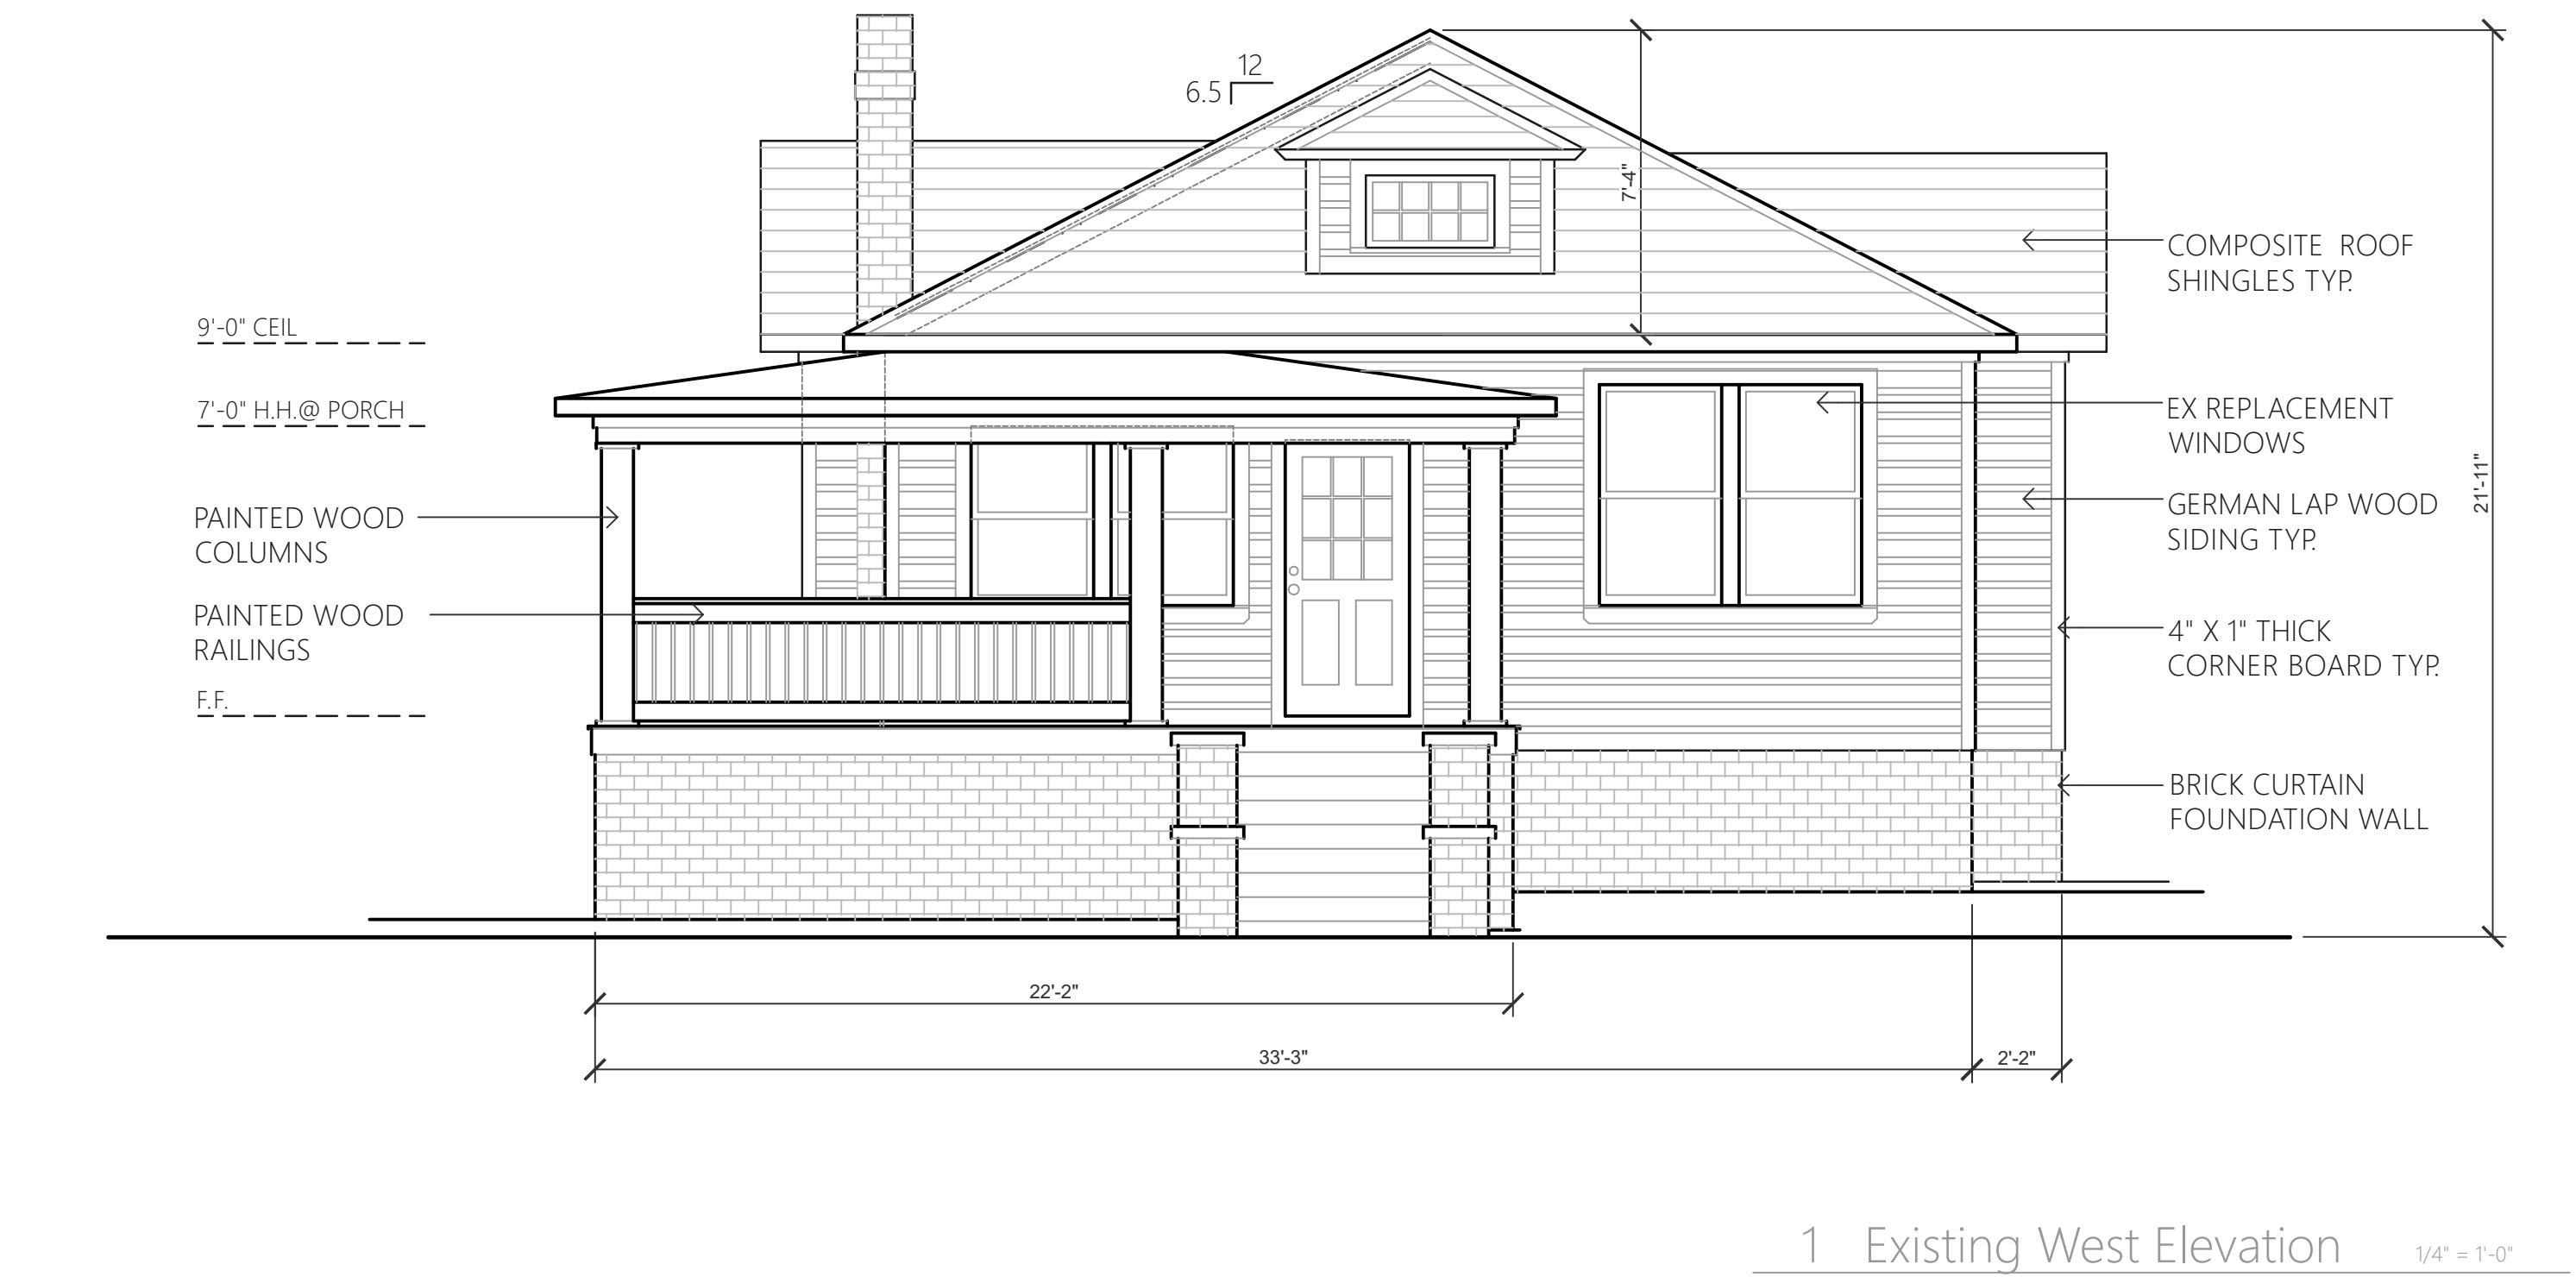 12
6.5
7'-4"
9'-0" CEIL
7'-0" H.H.@ PORCH
PAINTED WOOD
COLUMNS
PAINTED WOOD
RAILINGS
F.F.
COMPOSITE ROOF
SHINGLES TYP.
EX REPLACEMENT
WINDOWS
GERMAN LAP WOOD
SIDING TYP.
21'-11"
4" X 1" THICK
CORNER BOARD TYP.
BRICK CURTAIN
FOUNDATION WALL
22'-2"
33'-3"
2'-2"
1 Existing West Elevation 1/4" = 1'-0"